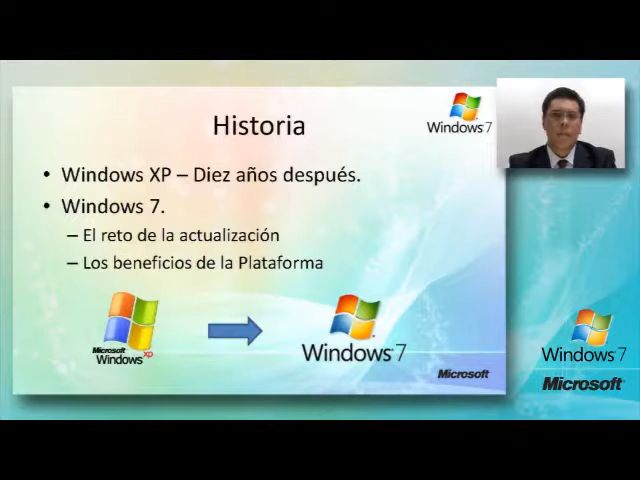 Historia
Windows 7
• Windows XP – Diez años después.
• Windows 7.
– El reto de la actualización
– Los beneficios de la Plataforma
Microsoft
Windows xp
Windows 7
Microsoft
Windows 7
Microsoft